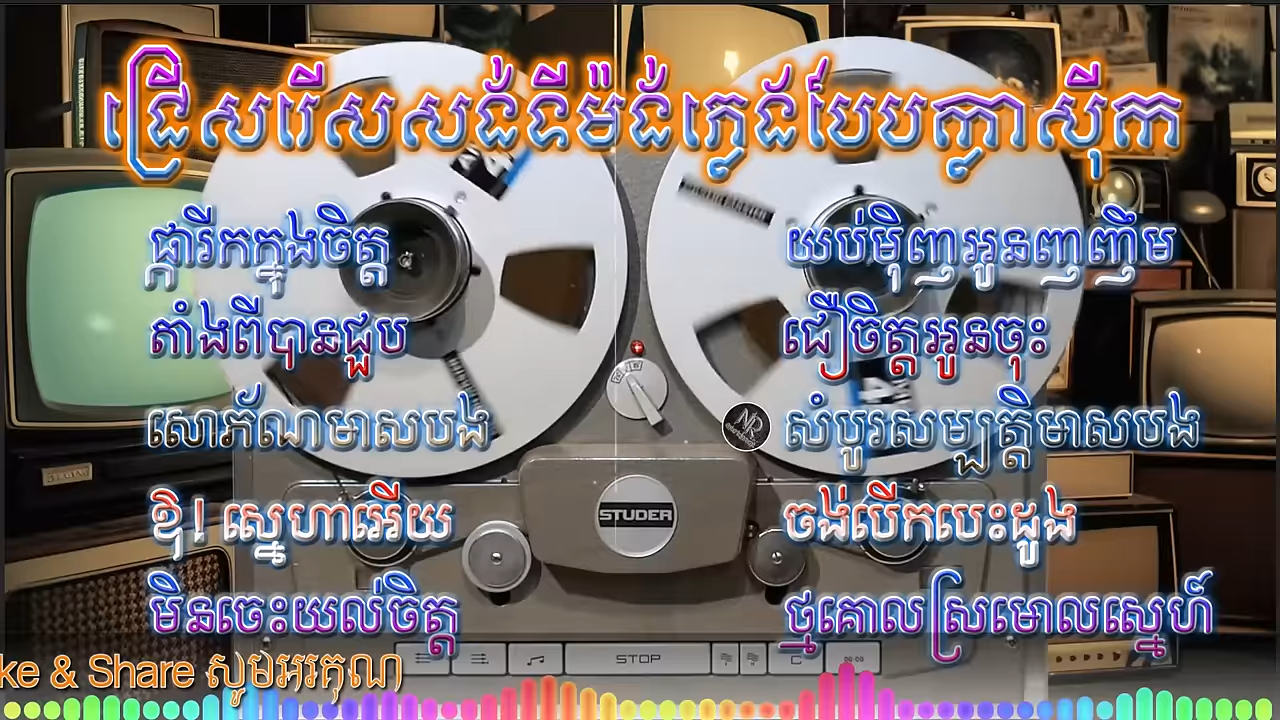 ជ្រើសរើសសង់ទីម៉ង់ភ្លេងបែបក្លាស៊ីក
ផ្ការីកក្នុងចិត្ត
តាំងពីបានជួប
សោភ័ណមាសបង
ឱ! ស្នេហាអើយ
មិនចេះយល់ចិត្ត
យប់ម៉ិញអូនញញឹម
ជឿចិត្តអូនចុះ
សំបូរសម្បត្តិមាសបង
ចង់បើកបេះដូង
ថ្មគោលស្រមោលស្នេហ៍
NR
STUDER
STOP
ke & Share សូមអរគុណ